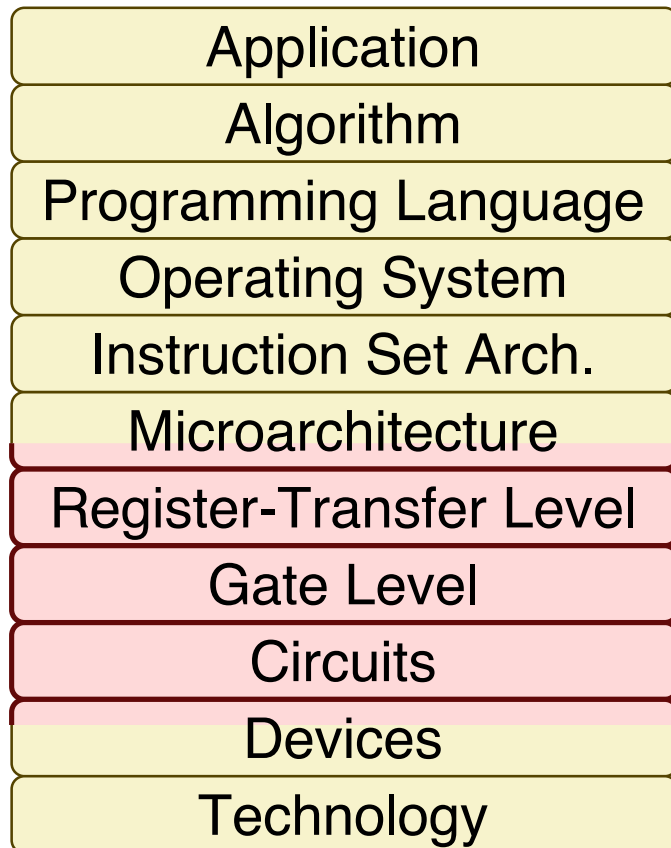 Application
Algorithm
Programming Language
Operating System
Instruction Set Arch.
Microarchitecture
Register-Transfer Level
Gate Level
Circuits
Devices
Technology